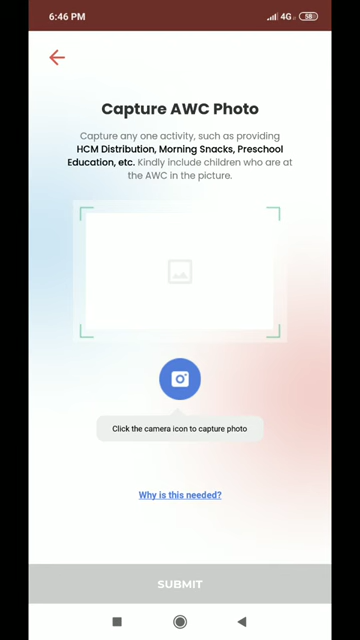 6:46 PM
4G
58
Capture AWC Photo
Capture any one activity, such as providing
HCM Distribution, Morning Snacks, Preschool
Education, etc. Kindly include children who are at
the AWC in the picture.
Click the camera icon to capture photo
Why is this needed?
SUBMIT